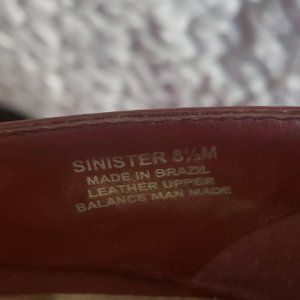 SINISTER 8½M
MADE IN BRAZIL
LEATHER UPPER
BALANCE MAN MADE